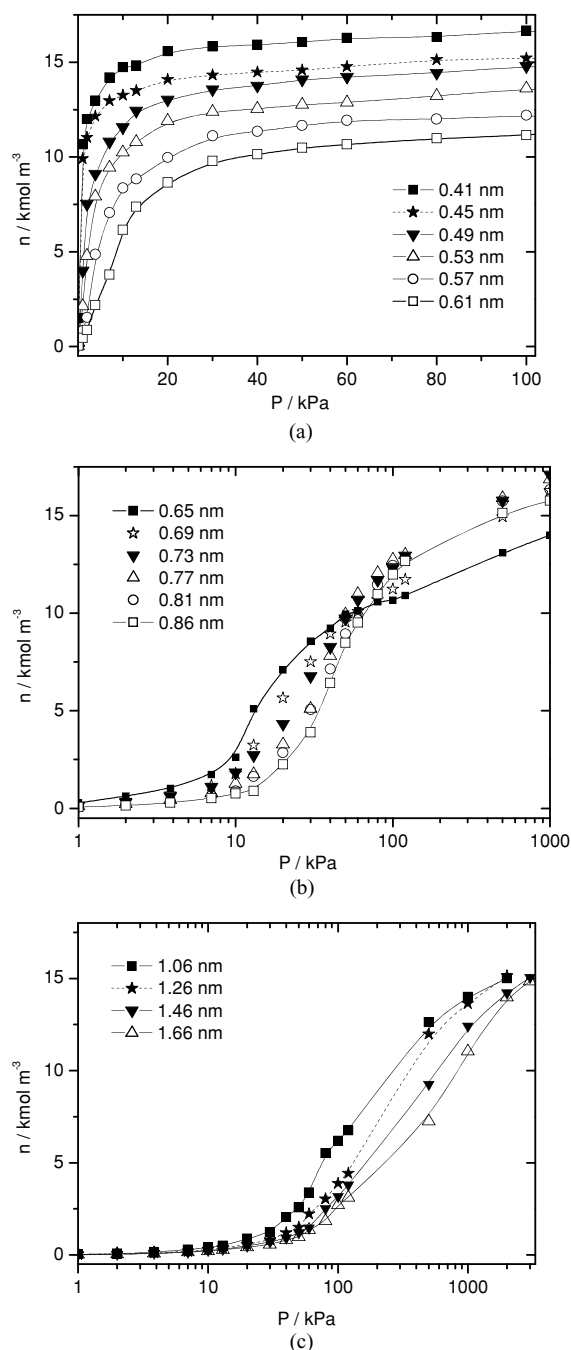 15
10
5
0
n / kmol m⁻³
0.41 nm
0.45 nm
0.49 nm
0.53 nm
0.57 nm
0.61 nm
20 40 60 80 100
P / kPa
(a)
15
10
5
0
n / kmol m⁻³
0.65 nm
0.69 nm
0.73 nm
0.77 nm
0.81 nm
0.86 nm
1 10 100 1000
P / kPa
(b)
15
10
5
0
n / kmol m⁻³
1.06 nm
1.26 nm
1.46 nm
1.66 nm
1 10 100 1000
P / kPa
(c)